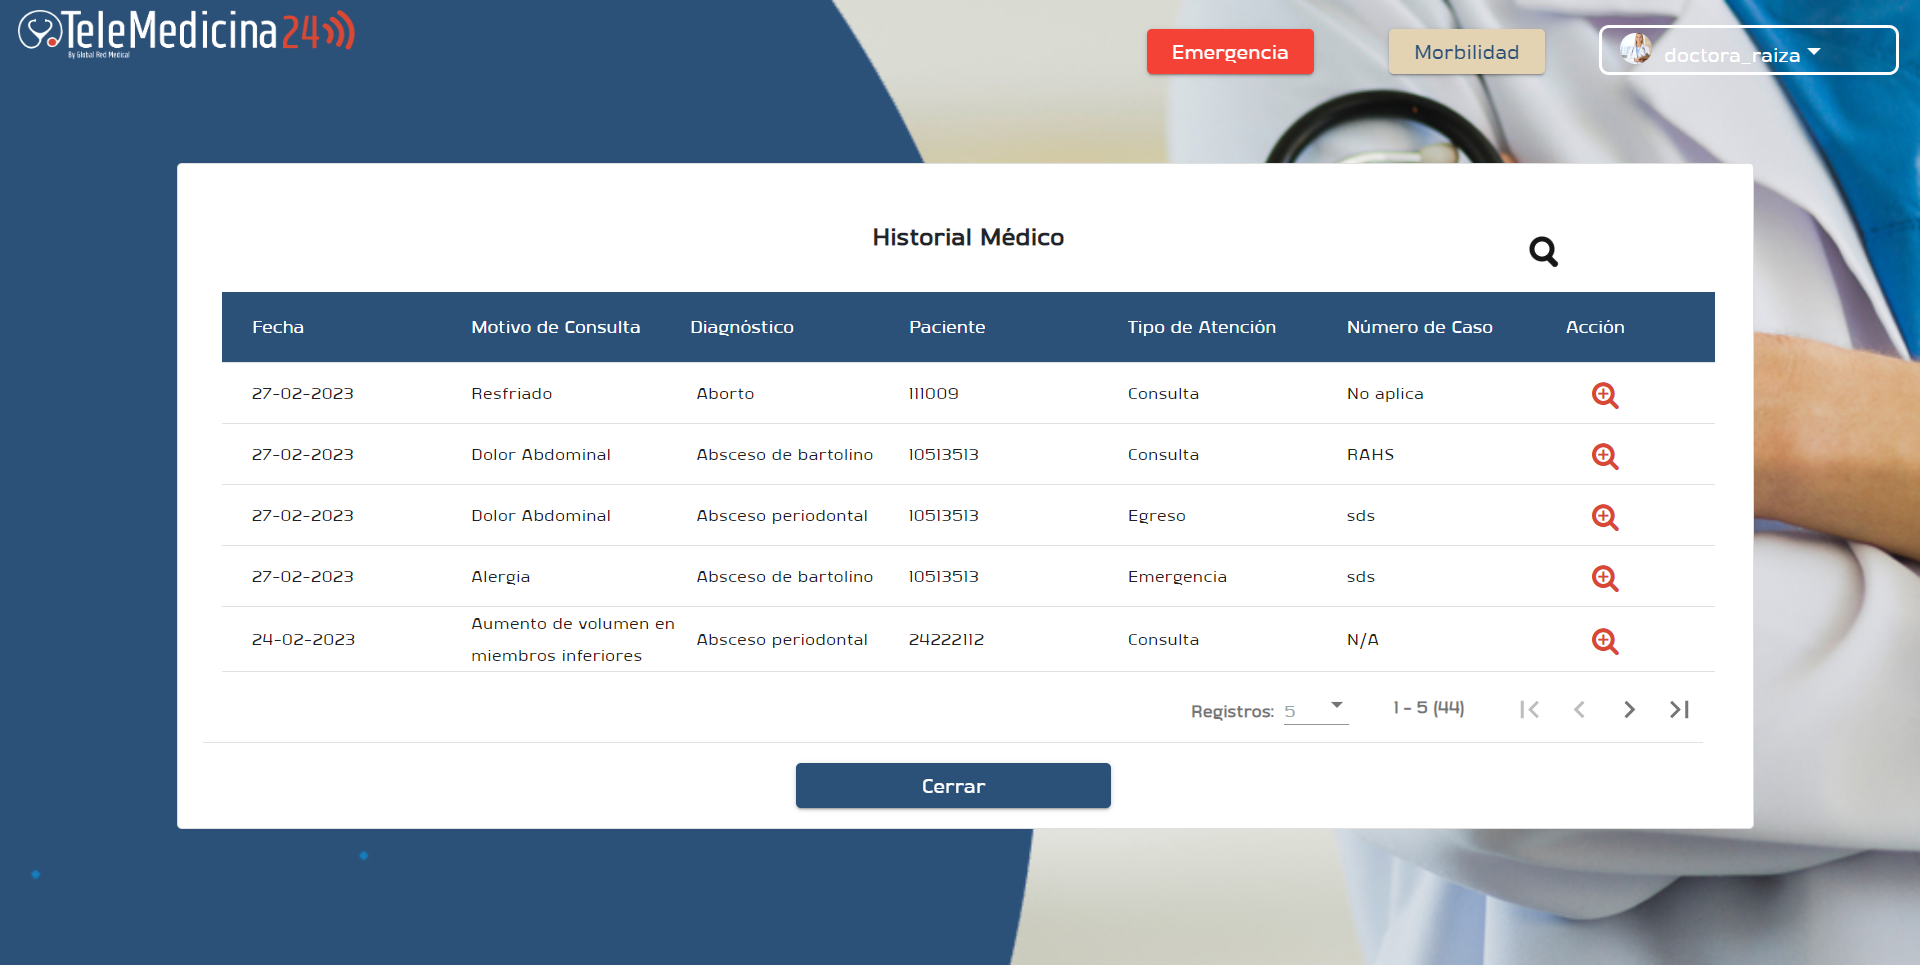 TeleMedicina24
By Global Red Medical
Emergencia
Morbilidad
doctora_raiza
Historial Médico
Fecha Motivo de Consulta Diagnóstico Paciente Tipo de Atención Número de Caso Acción
27-02-2023 Resfriado Aborto 111009 Consulta No aplica
27-02-2023 Dolor Abdominal Absceso de bartolino 10513513 Consulta RAHS
27-02-2023 Dolor Abdominal Absceso periodontal 10513513 Egreso sds
27-02-2023 Alergia Absceso de bartolino 10513513 Emergencia sds
24-02-2023 Aumento de volumen en miembros inferiores Absceso periodontal 24222112 Consulta N/A
Registros: 5 1 - 5 (44)
Cerrar